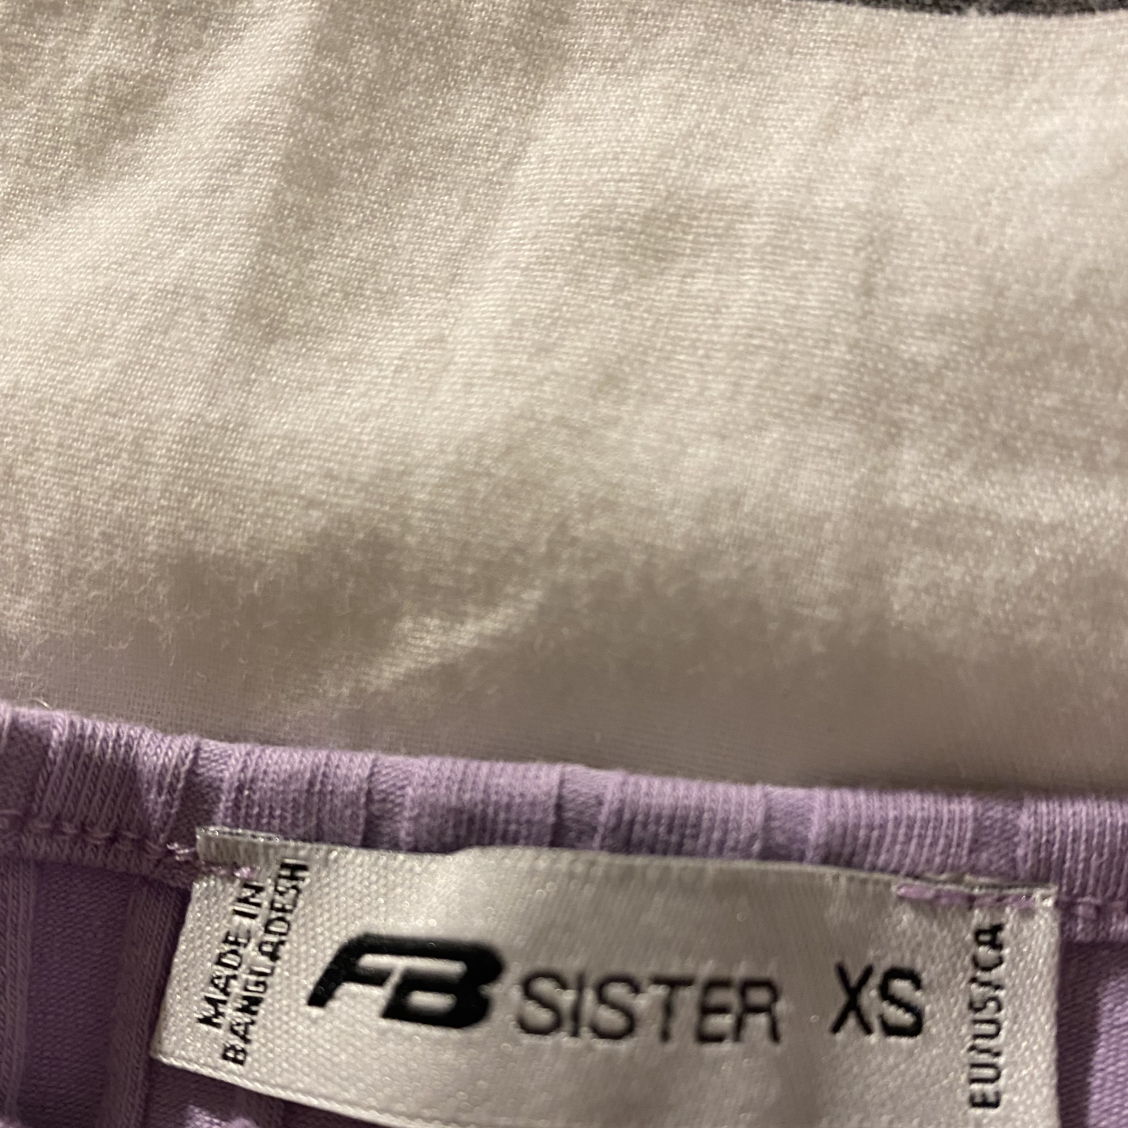 MADE IN
BANGLADESH
FB SISTER XS
EU/US/CA